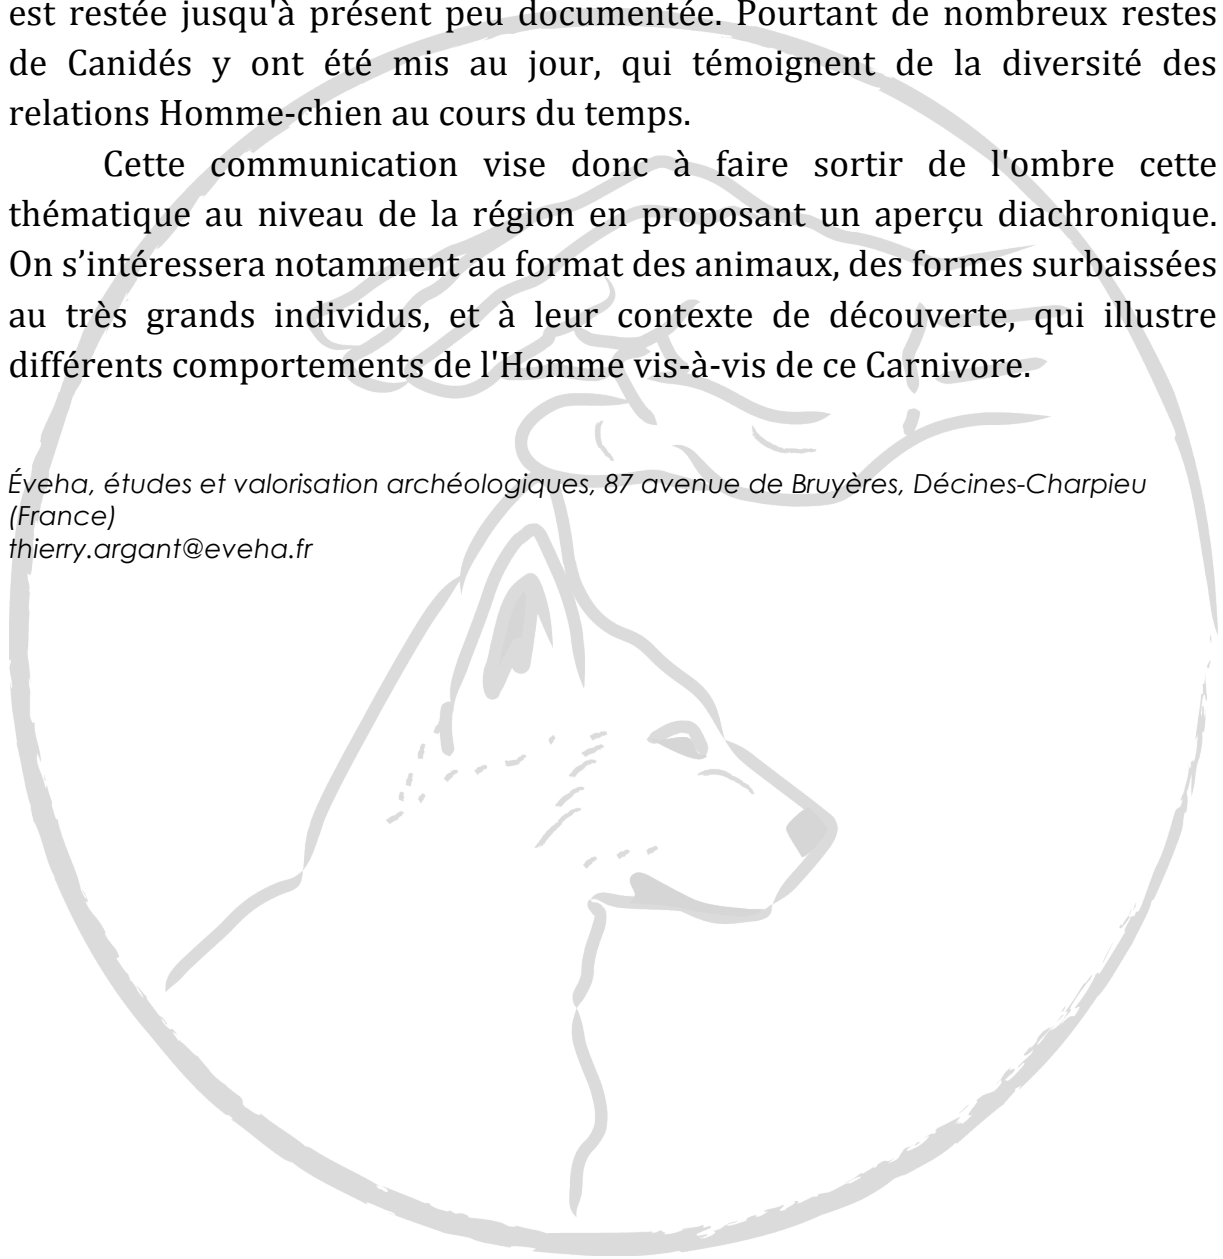 est restée jusqu'à présent peu documentée. Pourtant de nombreux restes
de Canidés y ont été mis au jour, qui témoignent de la diversité des
relations Homme-chien au cours du temps.
Cette communication vise donc à faire sortir de l'ombre cette
thématique au niveau de la région en proposant un aperçu diachronique.
On s’intéressera notamment au format des animaux, des formes surbaissées
au très grands individus, et à leur contexte de découverte, qui illustre
différents comportements de l'Homme vis-à-vis de ce Carnivore.
Éveha, études et valorisation archéologiques, 87 avenue de Bruyères, Décines-Charpieu
(France)
thierry.argant@eveha.fr